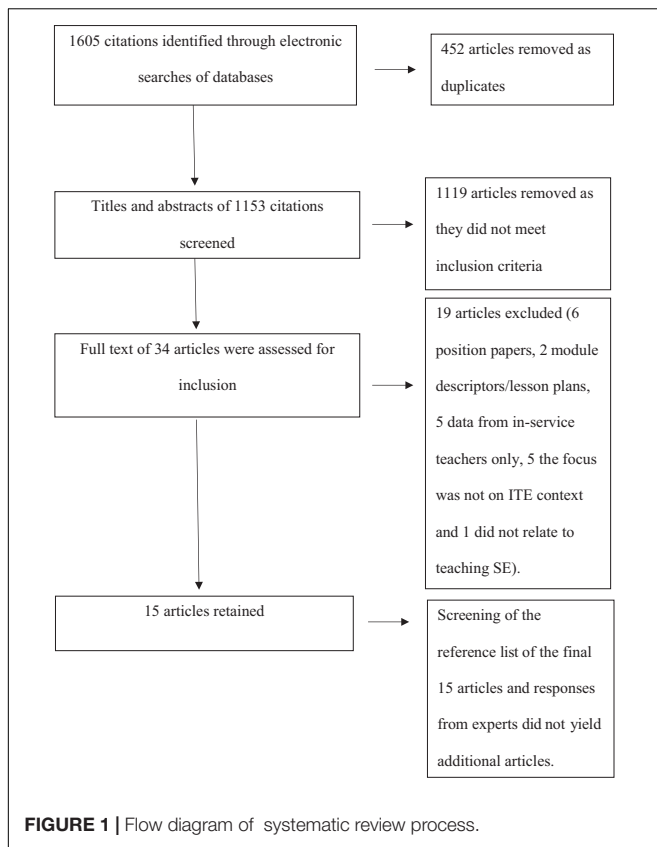 1605 citations identified through electronic
searches of databases
452 articles removed as
duplicates
Titles and abstracts of 1153 citations
screened
1119 articles removed as
they did not meet
inclusion criteria
Full text of 34 articles were assessed for
inclusion
19 articles excluded (6
position papers, 2 module
descriptors/lesson plans,
5 data from in-service
teachers only, 5 the focus
was not on ITE context
and 1 did not relate to
teaching SE).
15 articles retained
Screening of the
reference list of the final
15 articles and responses
from experts did not yield
additional articles.
FIGURE 1 | Flow diagram of systematic review process.